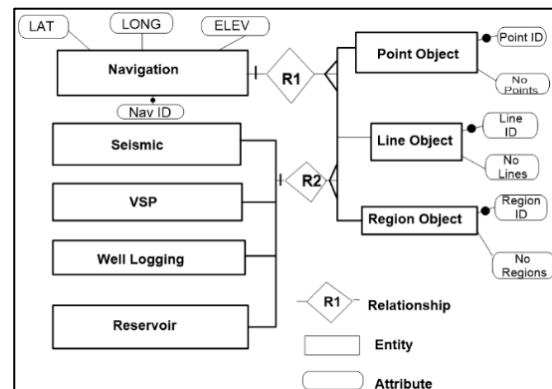 LAT
LONG
ELEV
Navigation
Nav ID
R1
Point Object
Point ID
No
Points
Seismic
VSP
Well Logging
Reservoir
R2
Line Object
Line
ID
No
Lines
Region Object
Region
ID
No
Regions
R1
Relationship
Entity
Attribute